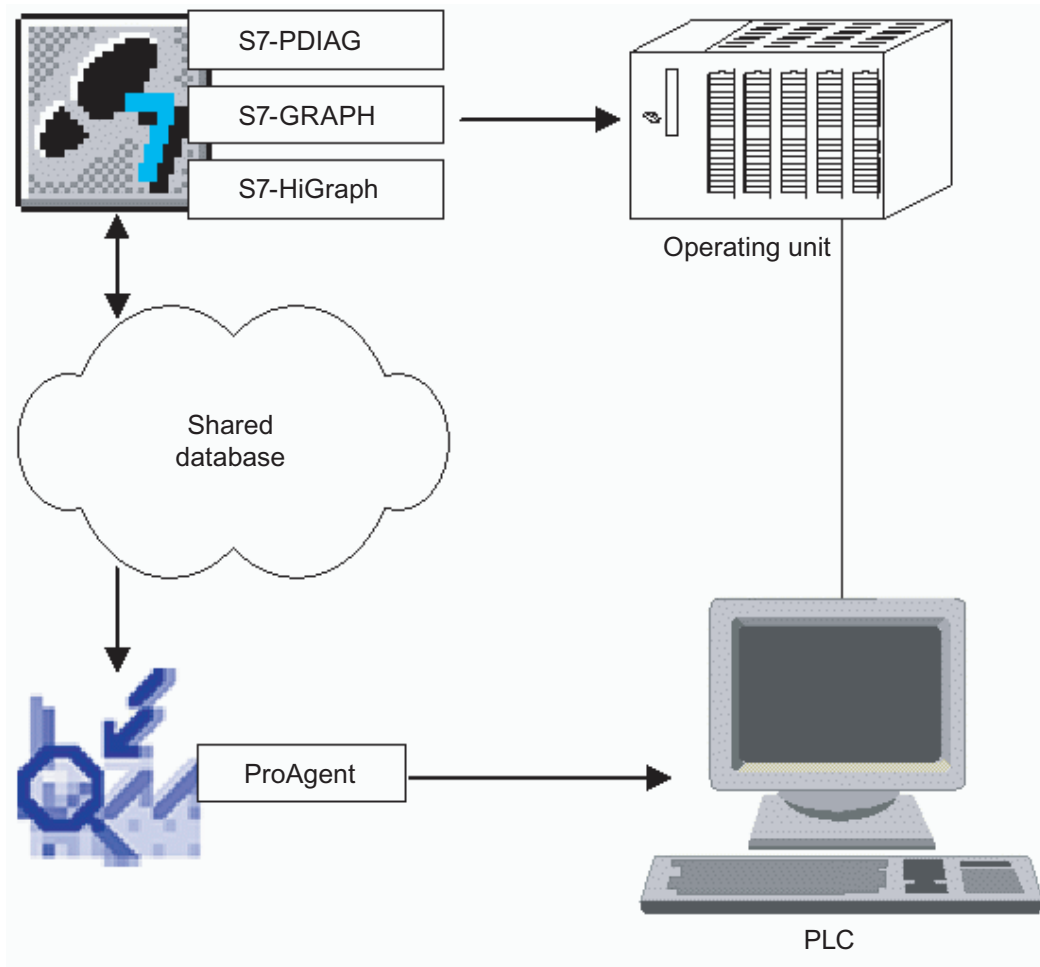 S7-PDIAG
S7-GRAPH
S7-HiGraph
Operating unit
Shared
database
ProAgent
PLC